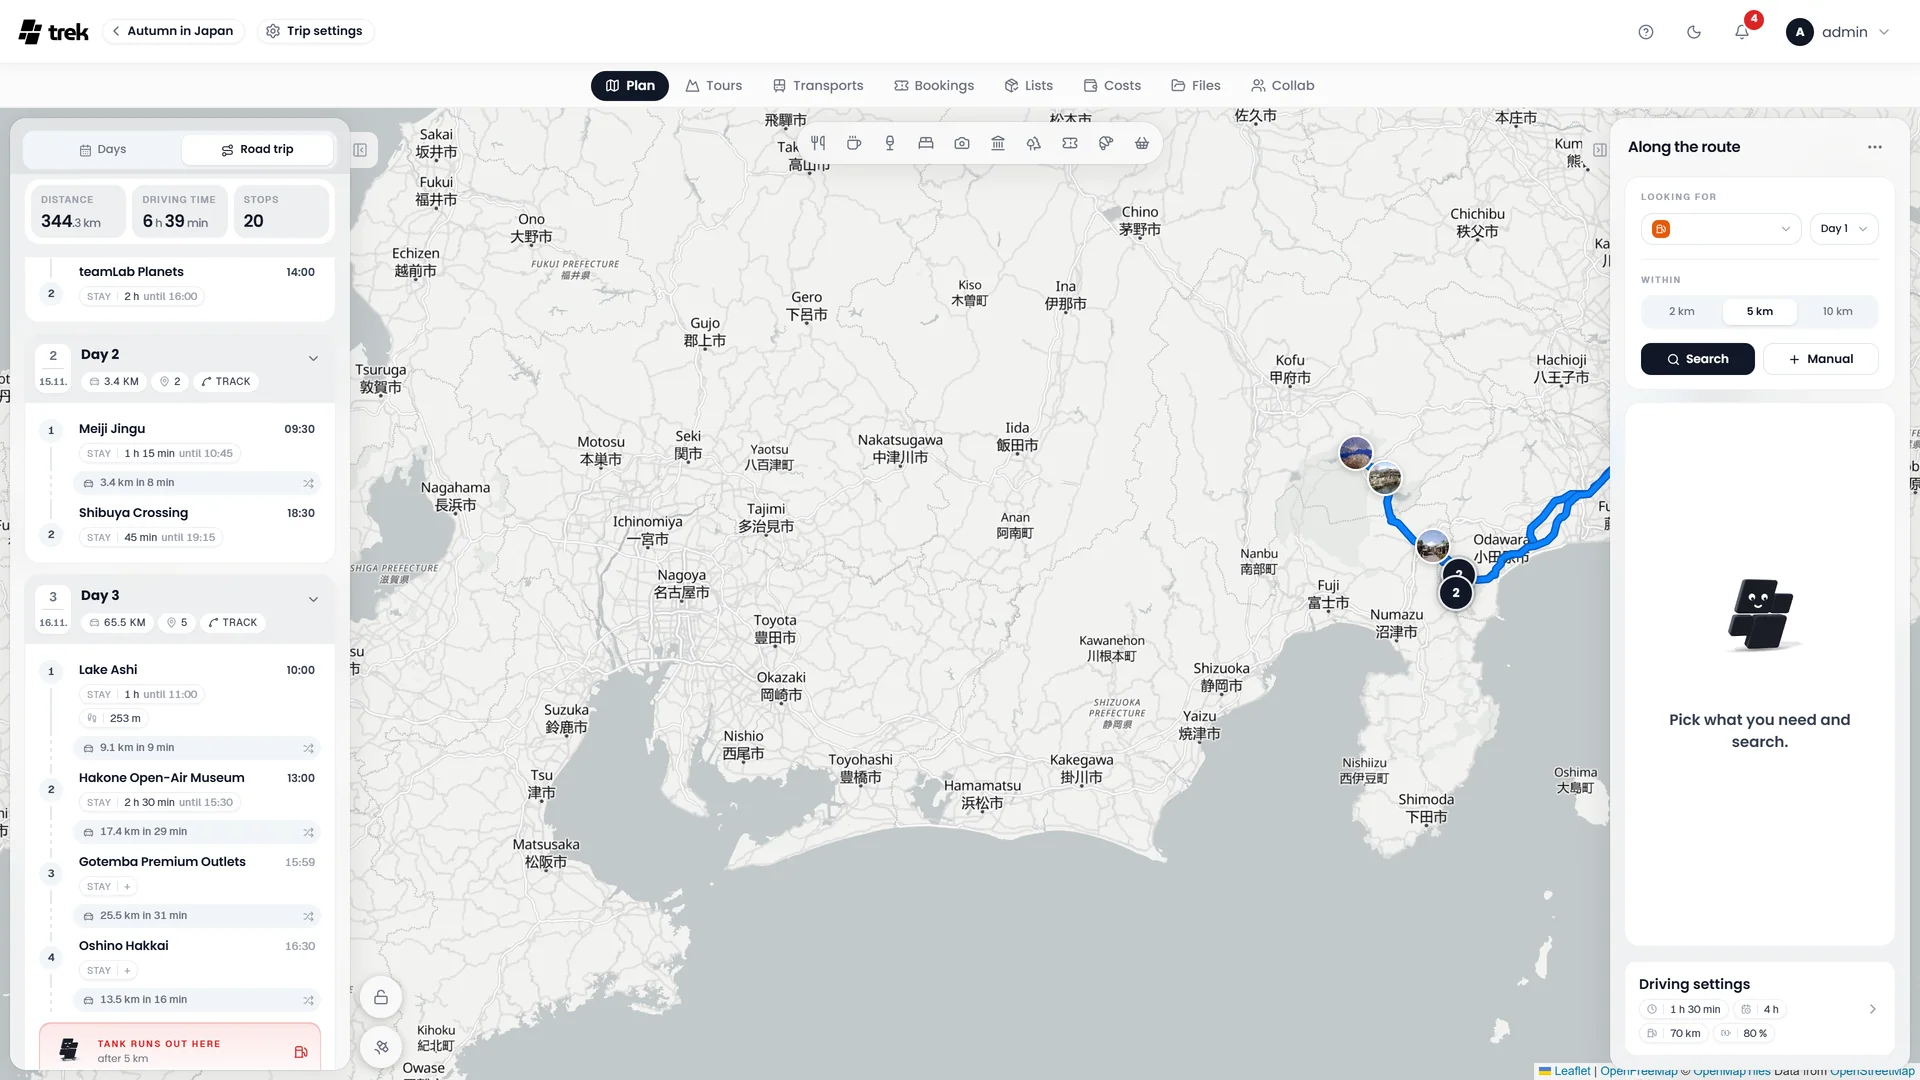 trek
Autumn in Japan
Trip settings
4
A
admin
Plan
Tours
Transports
Bookings
Lists
Costs
Files
Collab
Days
Road trip
DISTANCE
344.3 km
DRIVING TIME
6 h 39 min
STOPS
20
teamLab Planets
14:00
2
STAY 2 h until 16:00
2
15.11.
Day 2
3.4 KM
2
TRACK
1
Meiji Jingu
09:30
STAY 1 h 15 min until 10:45
3.4 km in 8 min
2
Shibuya Crossing
18:30
STAY 45 min until 19:15
3
16.11.
Day 3
65.5 KM
5
TRACK
1
Lake Ashi
10:00
STAY 1 h until 11:00
253 m
9.1 km in 9 min
2
Hakone Open-Air Museum
13:00
STAY 2 h 30 min until 15:30
17.4 km in 29 min
3
Gotemba Premium Outlets
15:59
STAY +
25.5 km in 31 min
4
Oshino Hakkai
16:30
STAY +
13.5 km in 16 min
TANK RUNS OUT HERE
after 5 km
飛騨市
松本市
佐久市
本庄市
Sakai
坂井市
高山市
Fukui
福井市
Ono
大野市
Chino
茅野市
Chichibu
秩父市
Echizen
越前市
FUKUI PREFECTURE
福井県
Kiso
木曽町
Ina
伊那市
Gero
下呂市
Gujo
郡上市
Tsuruga
敦賀市
Kofu
甲府市
Hachioji
八王子市
Motosu
本巣市
Seki
関市
Yaotsu
八百津町
Nakatsugawa
中津川市
Iida
飯田市
Nagahama
長浜市
Ichinomiya
一宮市
Tajimi
多治見市
Anan
阿南町
Nanbu
南部町
Odawara
小田原市
SHIGA PREFECTURE
滋賀県
Nagoya
名古屋市
Fuji
富士市
2
2
Numazu
沼津市
Toyota
豊田市
Kawanehon
川根本町
Shizuoka
静岡市
Okazaki
岡崎市
SHIZUOKA
PREFECTURE
静岡県
Suzuka
鈴鹿市
Nishio
西尾市
Yaizu
焼津市
Toyohashi
豊橋市
Kakegawa
掛川市
Nishiizu
西伊豆町
Oshima
大島町
Tsu
津市
Hamamatsu
浜松市
Shimoda
下田市
Matsusaka
松阪市
Kihoku
紀北町
Owase
Along the route
LOOKING FOR
Day 1
WITHIN
2 km
5 km
10 km
Search
+ Manual
Pick what you need and
search.
Driving settings
1 h 30 min
4 h
70 km
80 %
Leaflet | OpenFreeMap © OpenMapTiles Data from OpenStreetMap